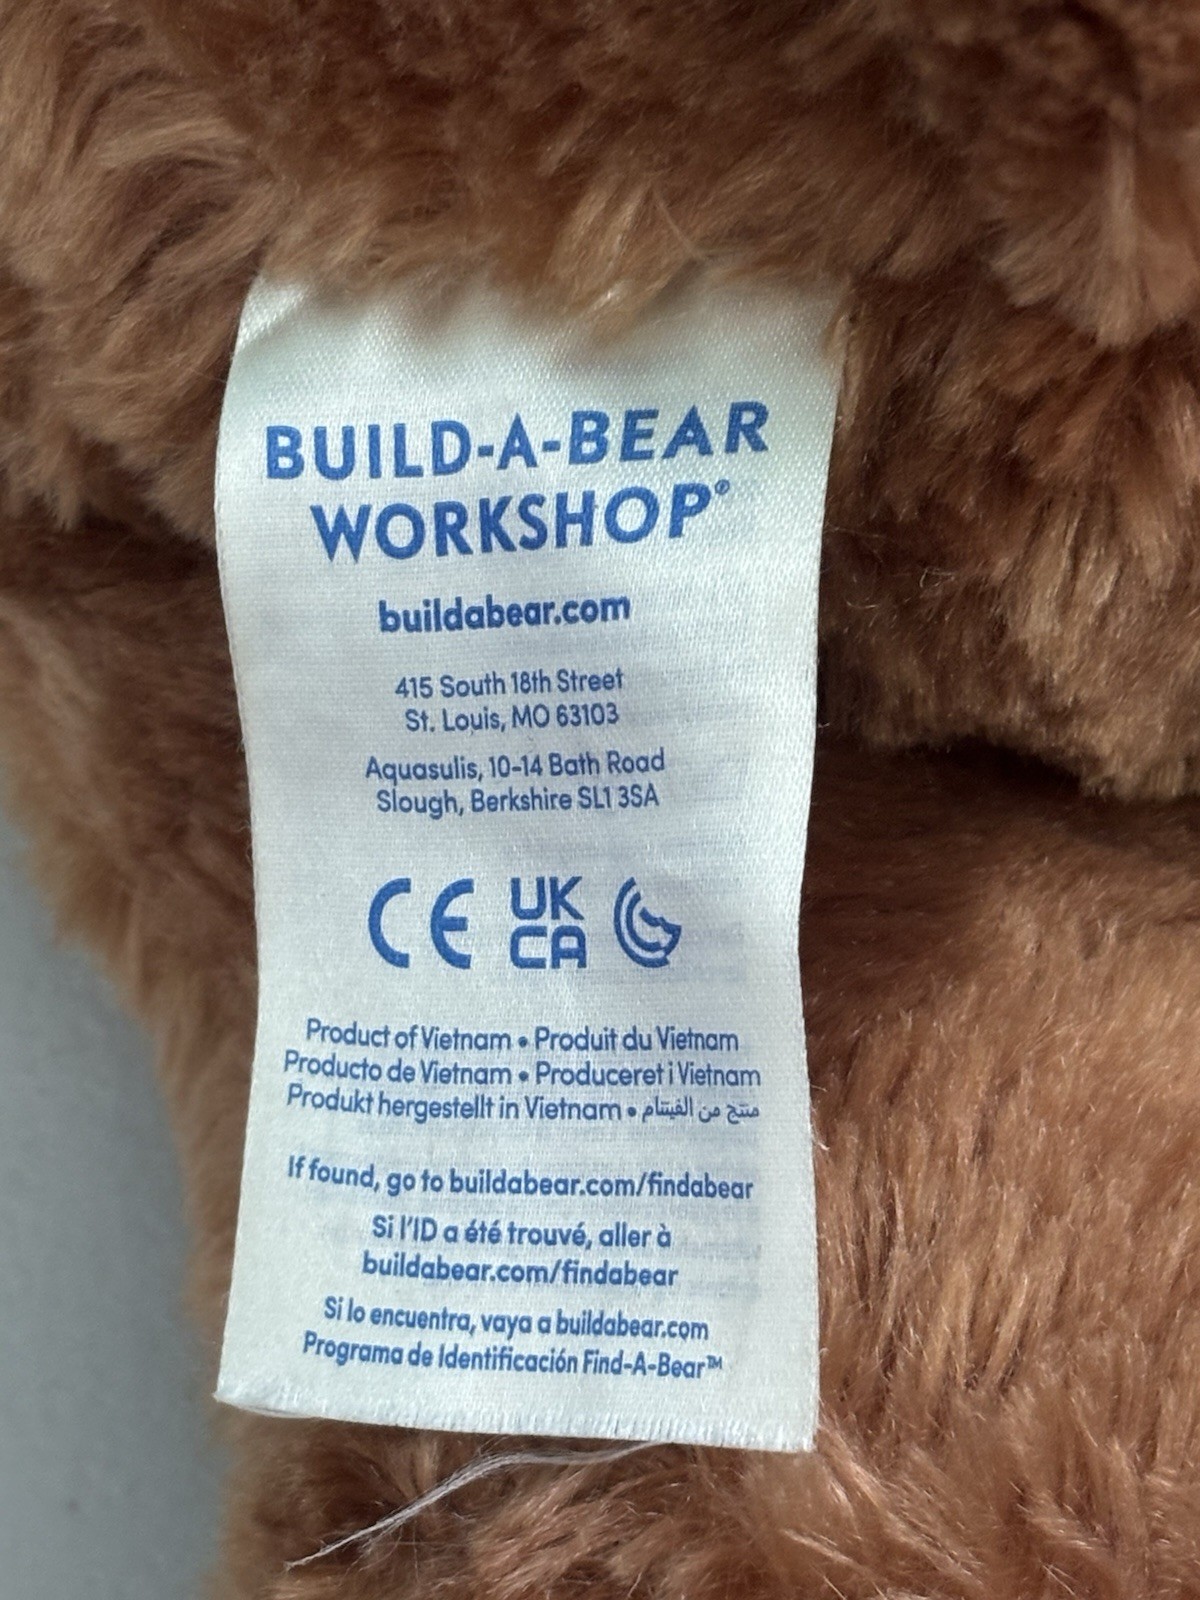 BUILD-A-BEAR
WORKSHOP®
buildabear.com
415 South 18th Street
St. Louis, MO 63103
Aquasulis, 10-14 Bath Road
Slough, Berkshire SL1 3SA
CE UK
CA
Product of Vietnam • Produit du Vietnam
Producto de Vietnam • Produceret i Vietnam
Produkt hergestellt in Vietnam • منتج من الفيتنام
If found, go to buildabear.com/findabear
Si l'ID a été trouvé, aller à
buildabear.com/findabear
Si lo encuentra, vaya a buildabear.com
Programa de Identificación Find-A-Bear™